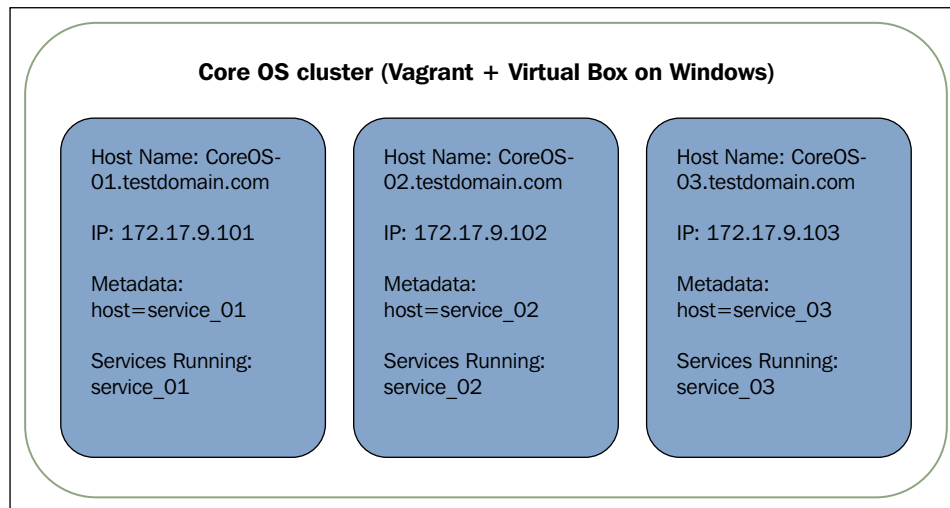 Core OS cluster (Vagrant + Virtual Box on Windows)
Host Name: CoreOS-
01.testdomain.com
IP: 172.17.9.101
Metadata:
host=service_01
Services Running:
service_01
Host Name: CoreOS-
02.testdomain.com
IP: 172.17.9.102
Metadata:
host=service_02
Services Running:
service_02
Host Name: CoreOS-
03.testdomain.com
IP: 172.17.9.103
Metadata:
host=service_03
Services Running:
service_03